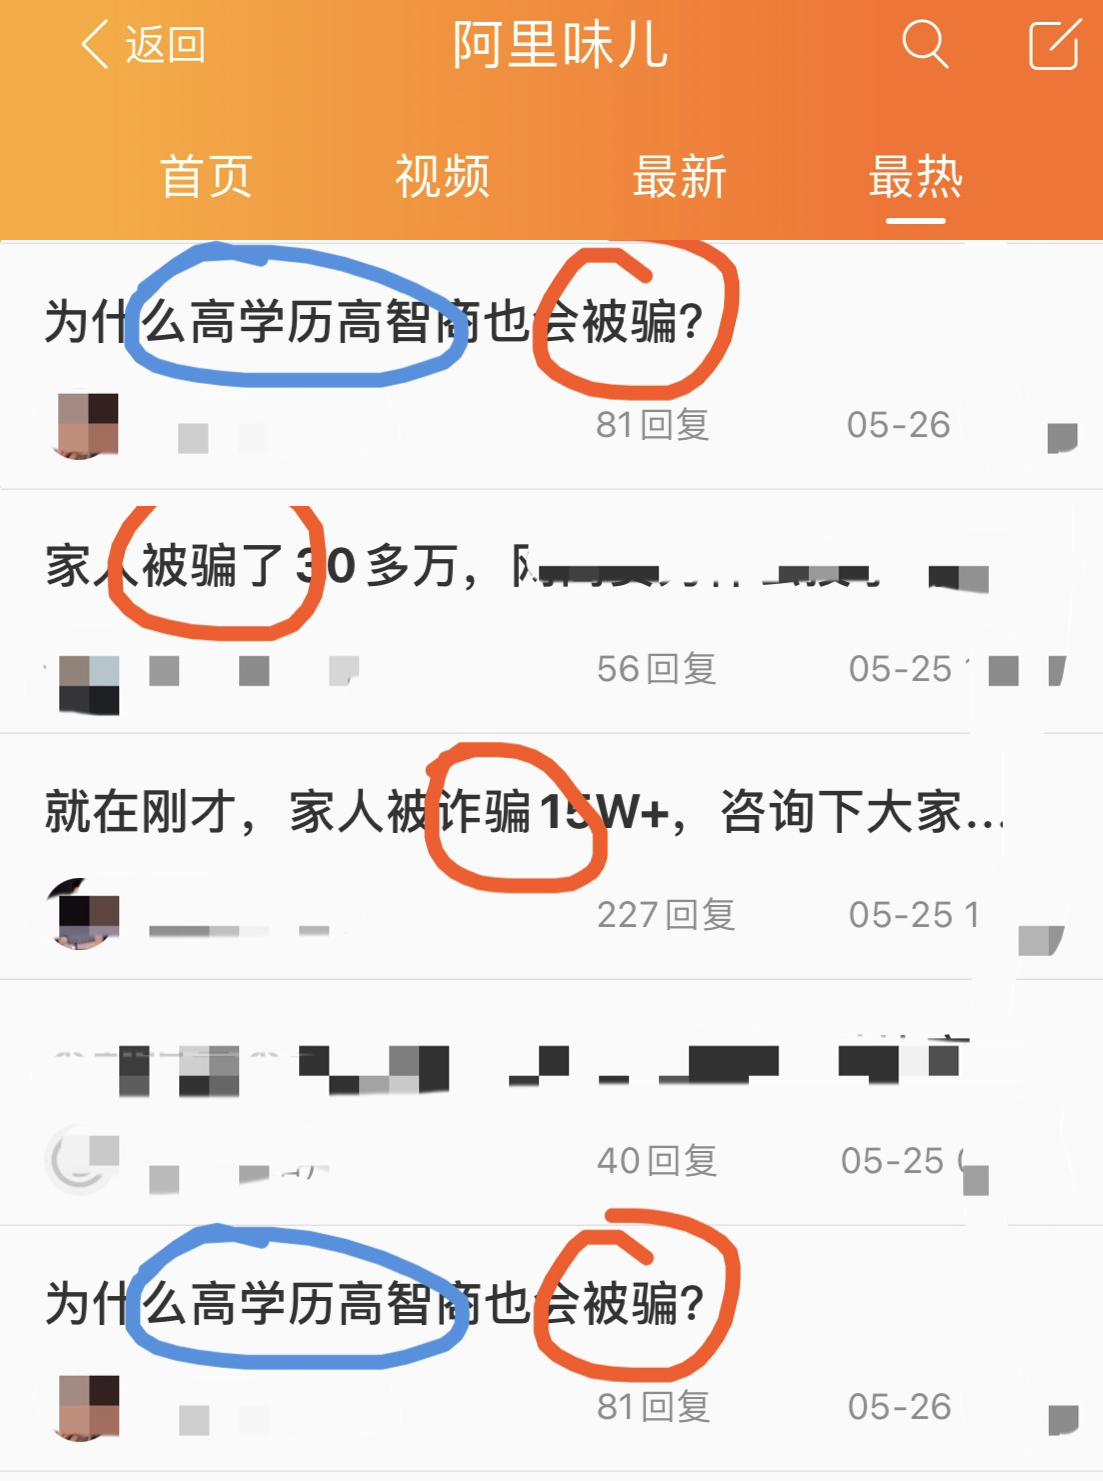 返回 阿里味儿
首页 视频 最新 最热
为什么高学历高智商也会被骗?
81回复 05-26
家人被骗了30多万，
56回复 05-25
就在刚才，家人被诈骗15W+，咨询下大家...
227回复 05-25 1
40回复 05-25
为什么高学历高智商也会被骗?
81回复 05-26